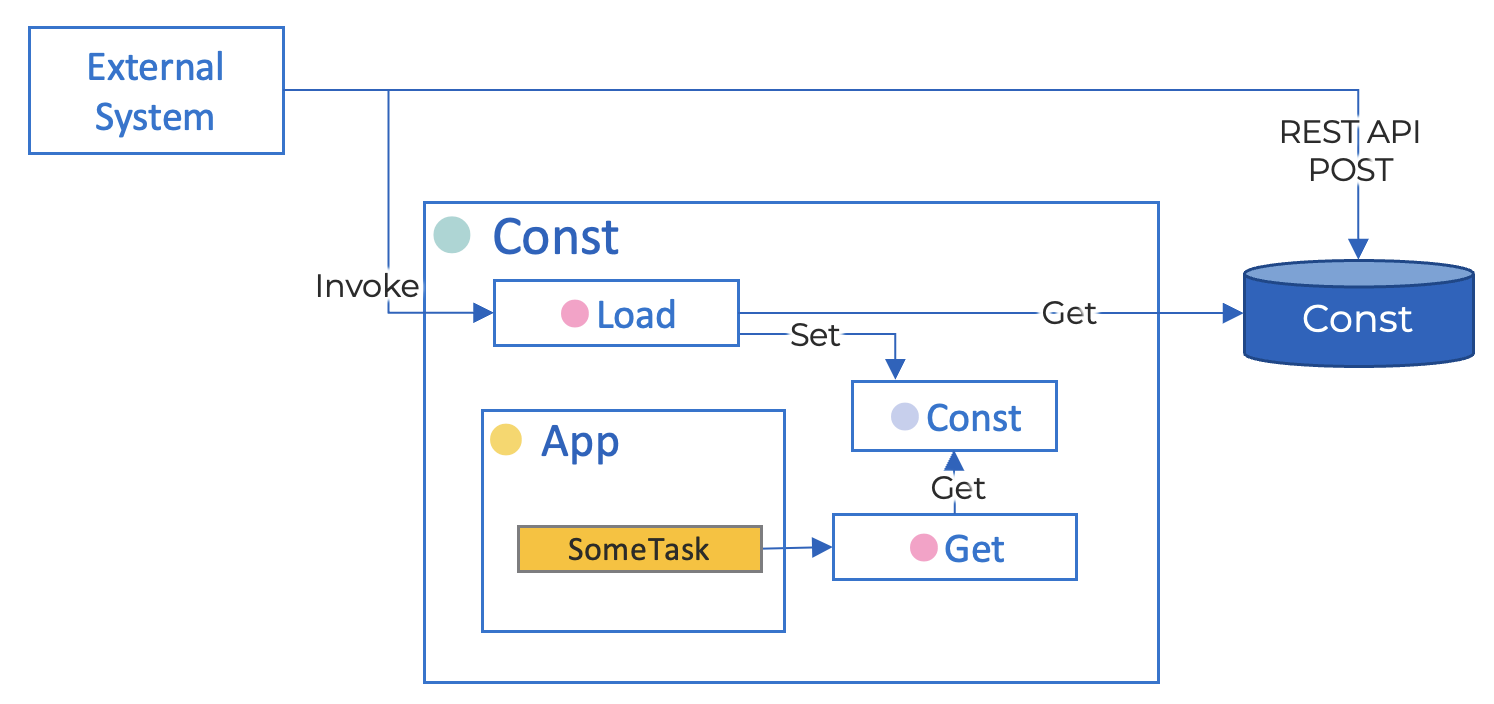 External
System
REST API
POST
Const
Invoke
Load
Get
Const
Set
Const
App
Get
SomeTask
Get